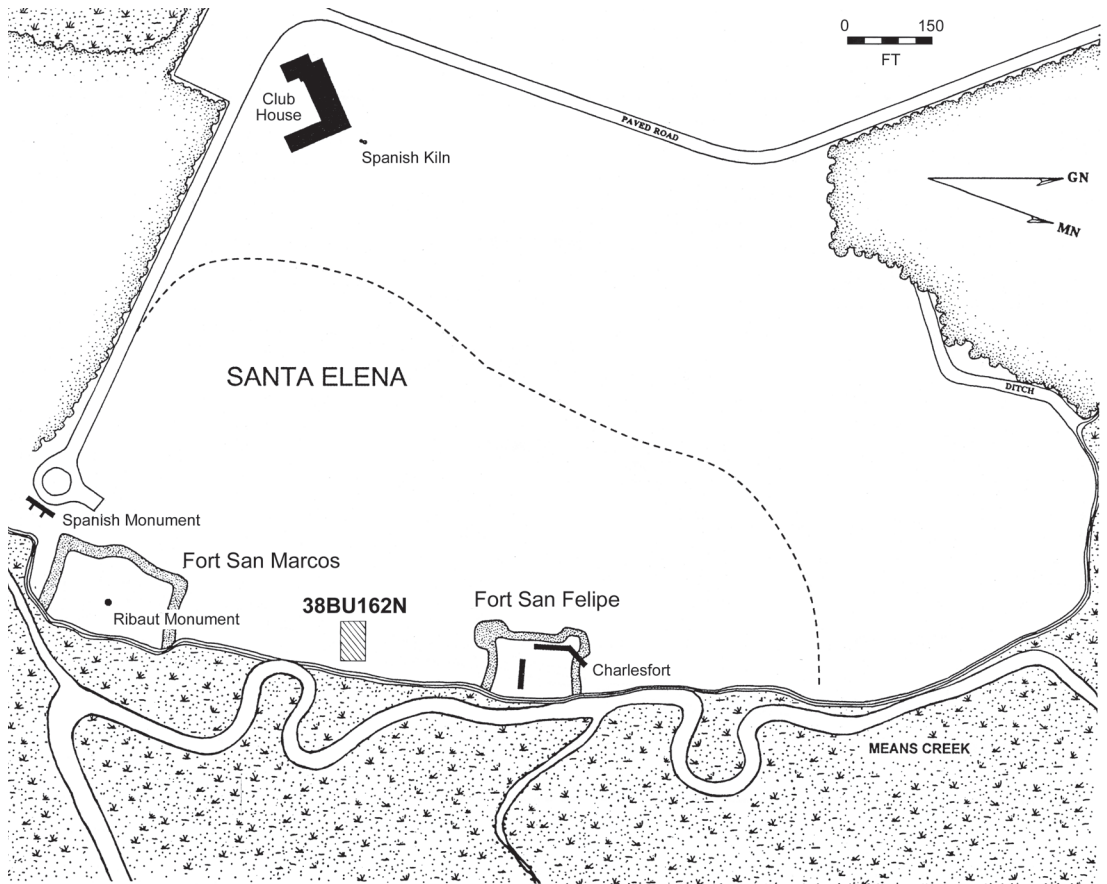 0 150
FT
Club
House
Spanish Kiln
PAVED ROAD
GN
MN
SANTA ELENA
DITCH
Spanish Monument
Fort San Marcos
Ribaut Monument
38BU162N
Fort San Felipe
Charlesfort
MEANS CREEK